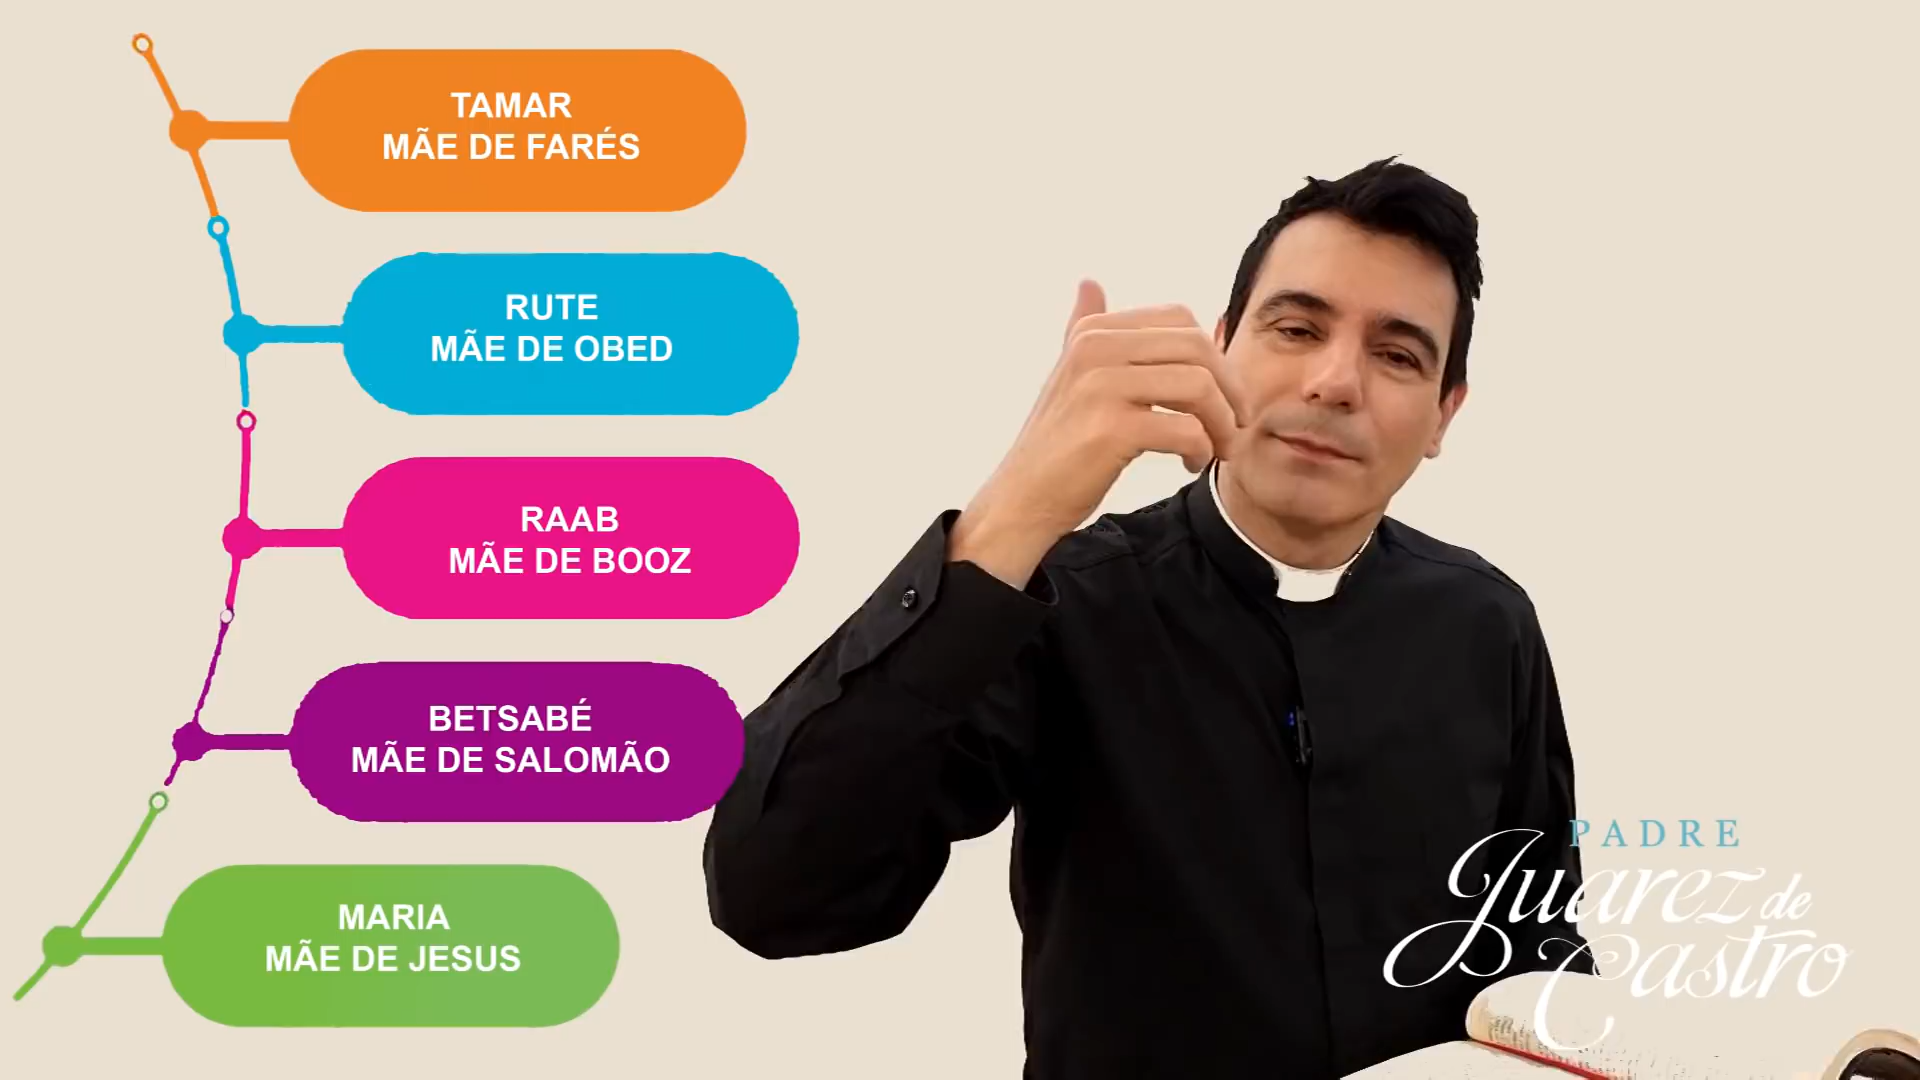 TAMAR
MÃE DE FARÉS
RUTE
MÃE DE OBED
RAAB
MÃE DE BOOZ
BETSABÉ
MÃE DE SALOMÃO
MARIA
MÃE DE JESUS
PADRE
Juarez de
Castro